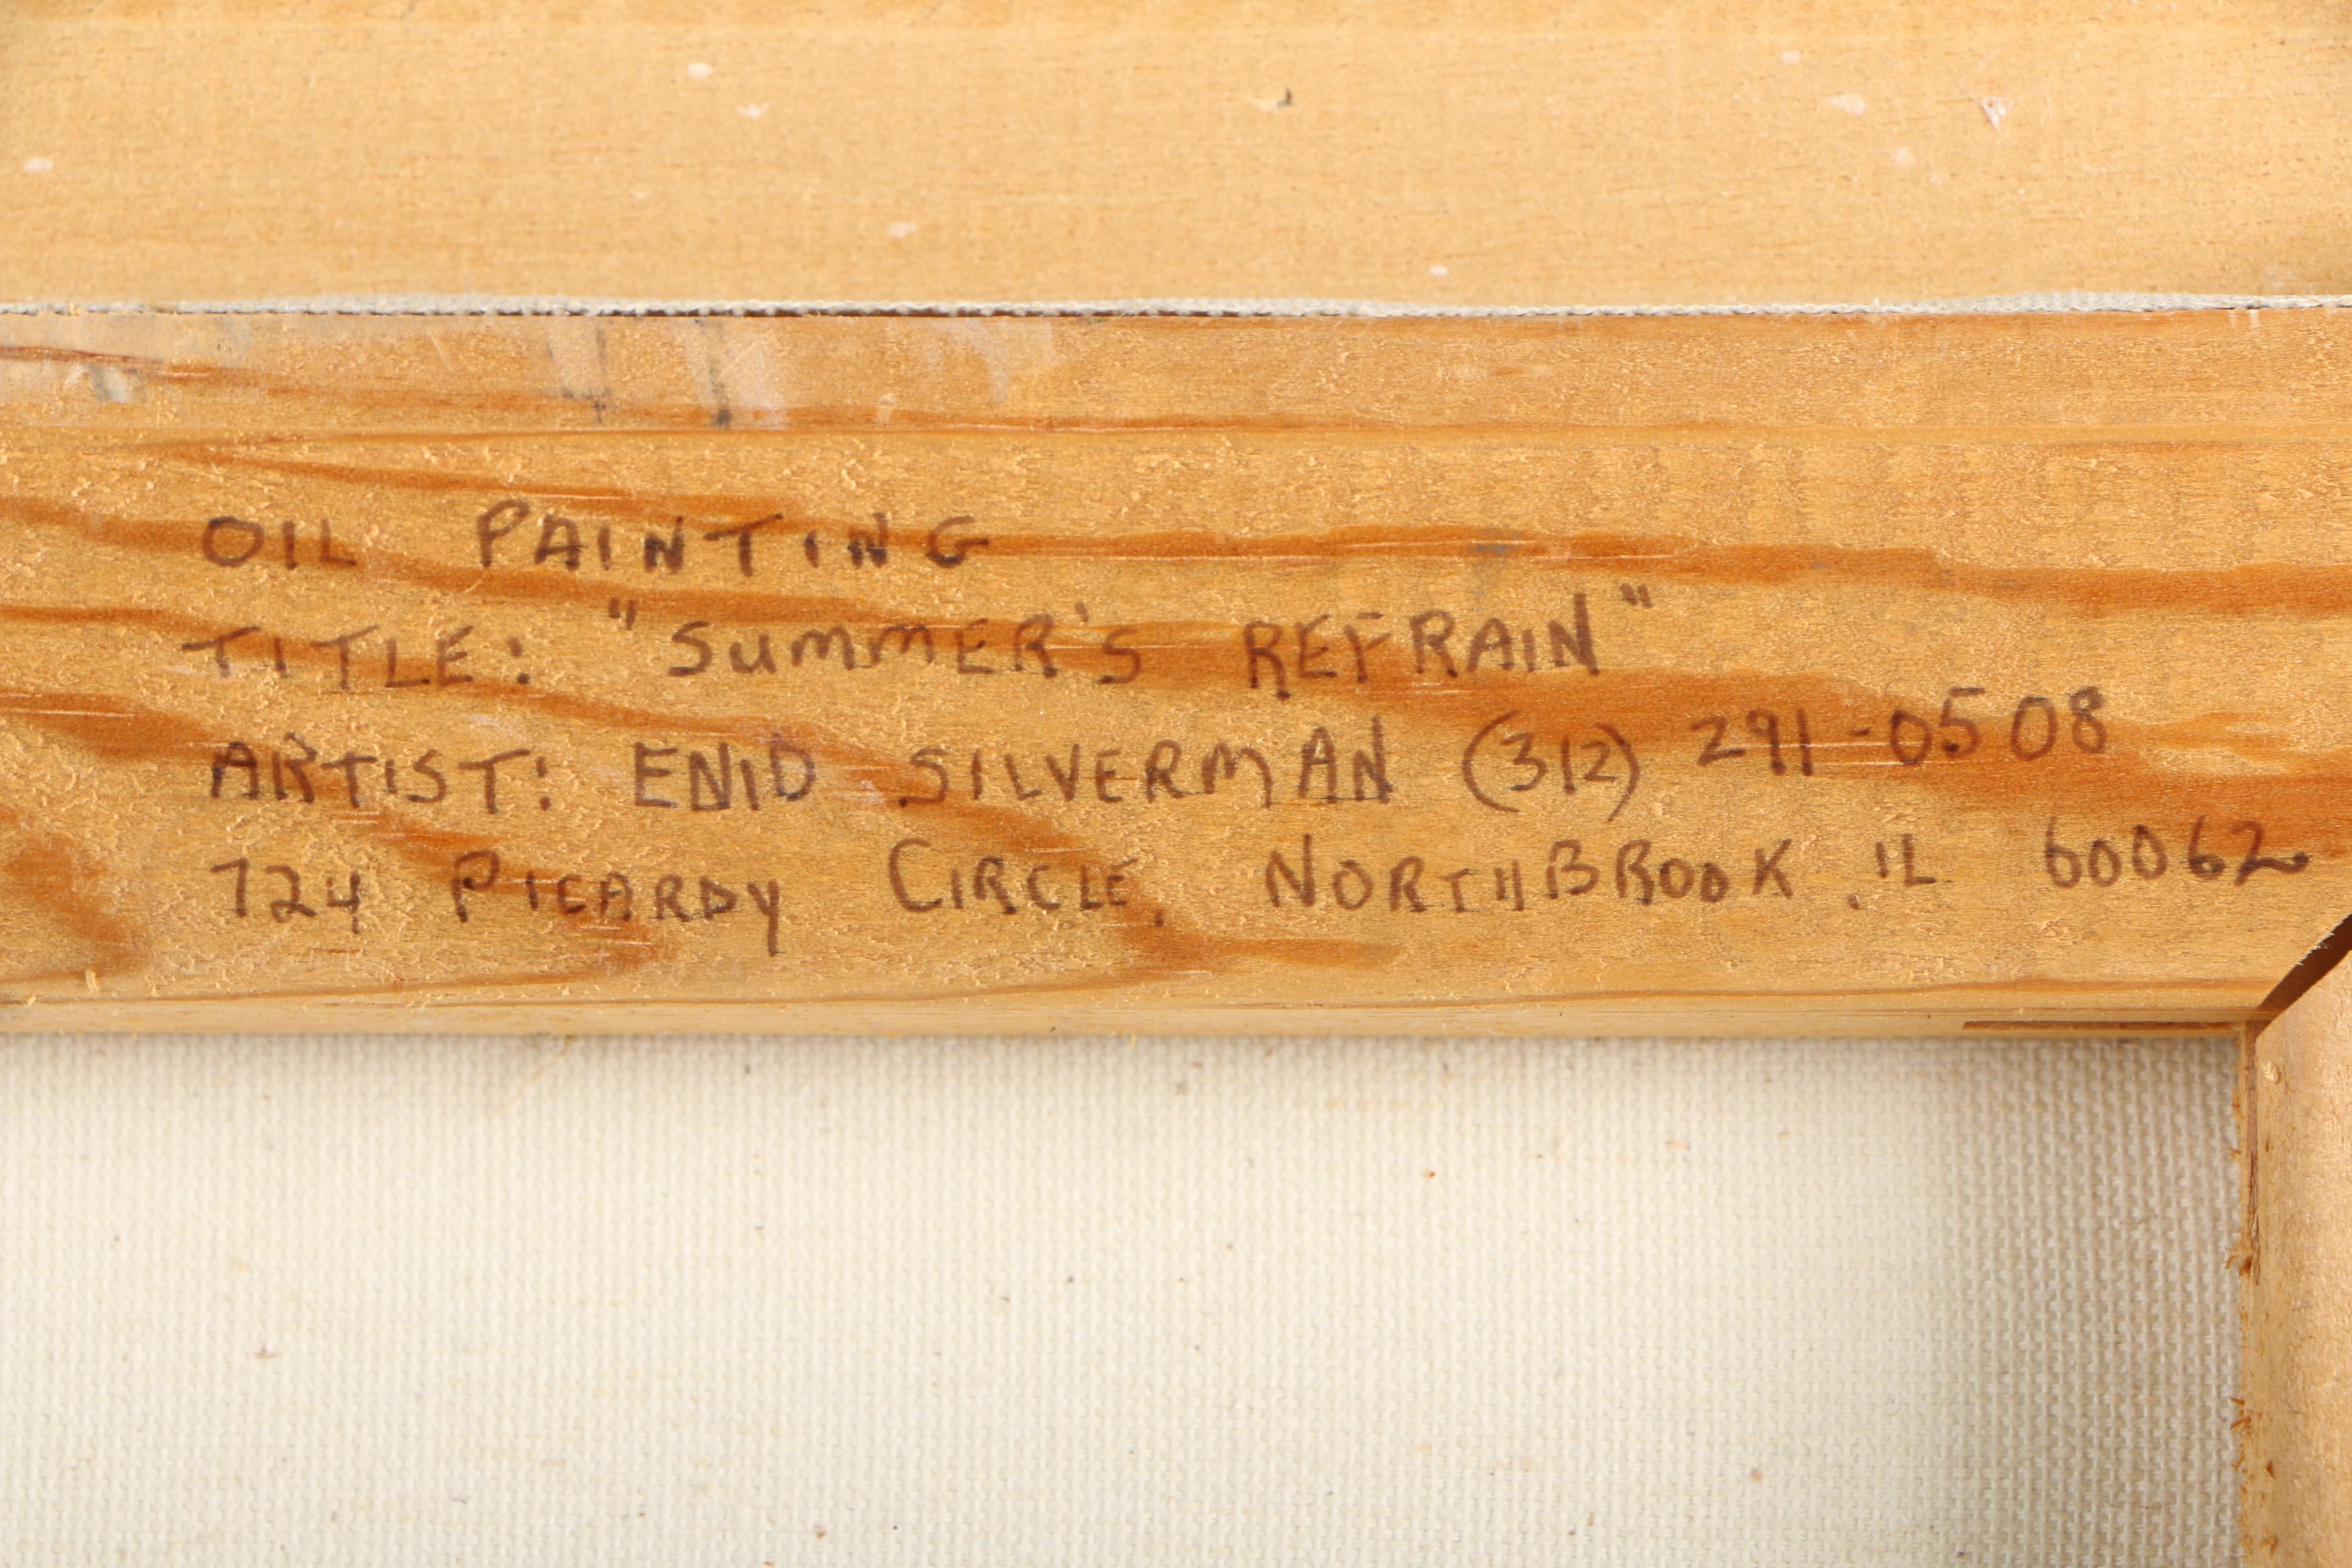 OIL PAINTING
TITLE: "SUMMER'S REFRAIN"
ARTIST: ENID SILVERMAN (312) 291-0508
724 PICARDY CIRCLE, NORTHBROOK, IL 60062